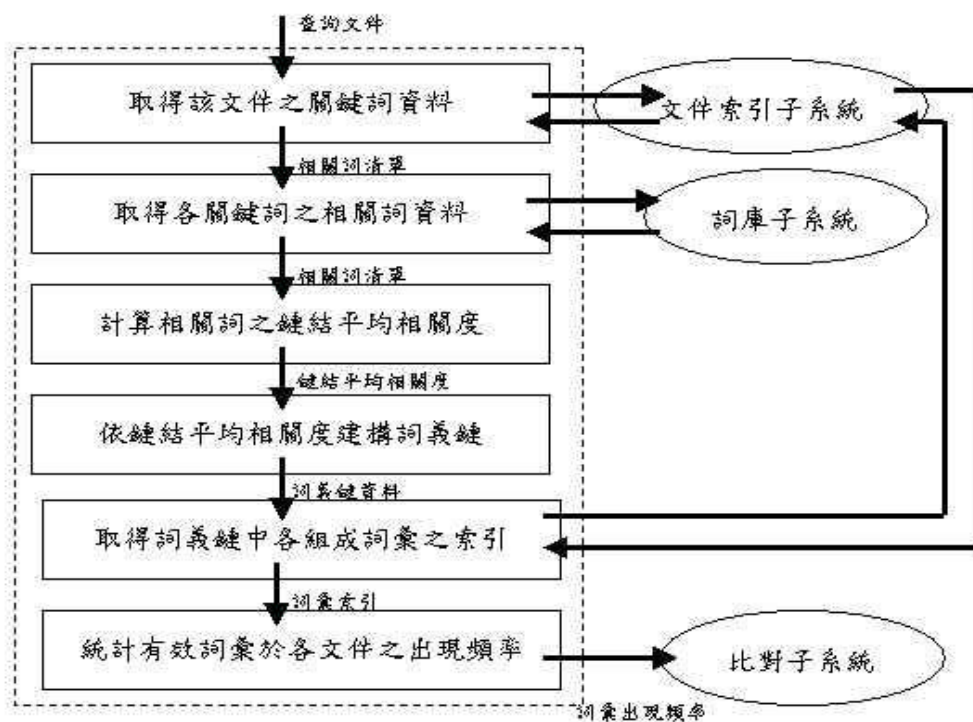 查詢文件
取得該文件之關鍵詞資料
文件索引子系統
相關詞清單
取得各關鍵詞之相關詞資料
詞庫子系統
相關詞清單
計算相關詞之鏈結平均相關度
鏈結平均相關度
依鏈結平均相關度建構詞義鏈
詞義鏈資料
取得詞義鏈中各組成詞彙之索引
詞彙索引
統計有效詞彙於各文件之出現頻率
比對子系統
詞彙出現頻率